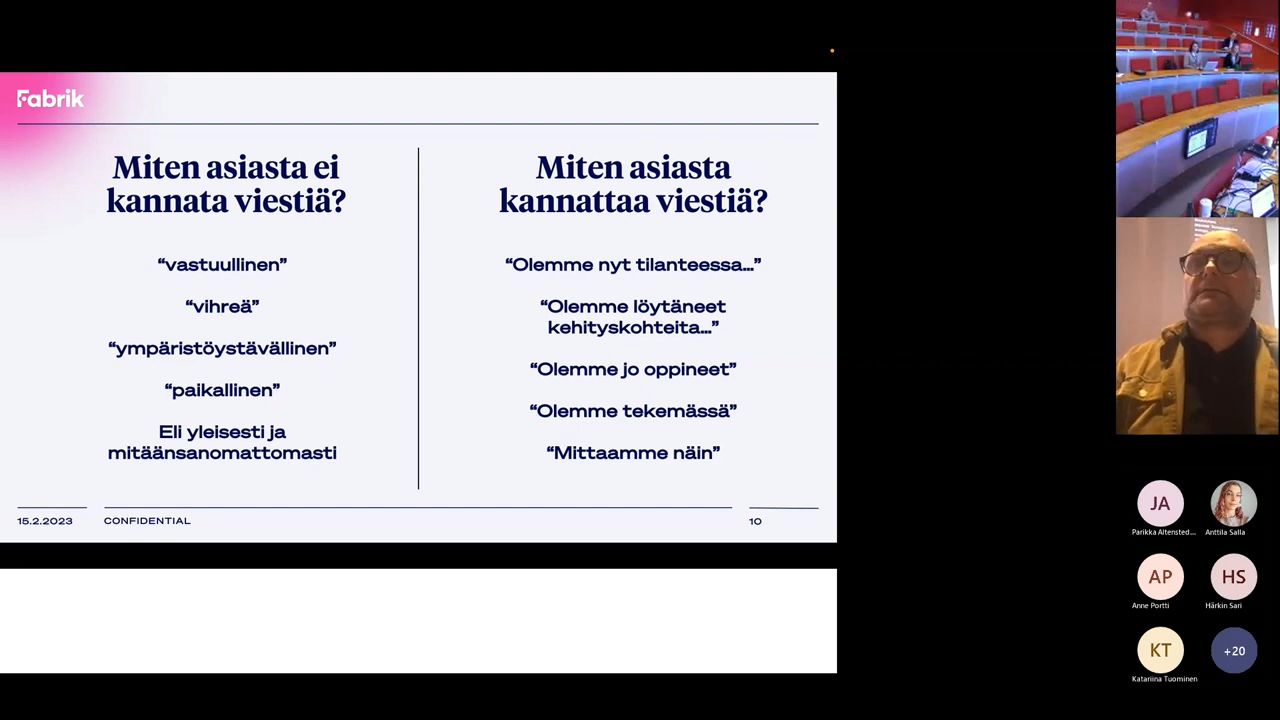 Fabrik
Miten asiasta ei
kannata viestiä?
“vastuullinen”
“vihreä”
“ympäristöystävällinen”
“paikallinen”
Eli yleisesti ja
mitäänsanomattomasti
Miten asiasta
kannattaa viestiä?
“Olemme nyt tilanteessa...”
“Olemme löytäneet
kehityskohteita...”
“Olemme jo oppineet”
“Olemme tekemässä”
“Mittaamme näin”
15.2.2023
CONFIDENTIAL
10
JA
Parikka Altensted...
Anttila Salla
AP
Anne Portti
HS
Härkin Sari
KT
Katariina Tuominen
+20